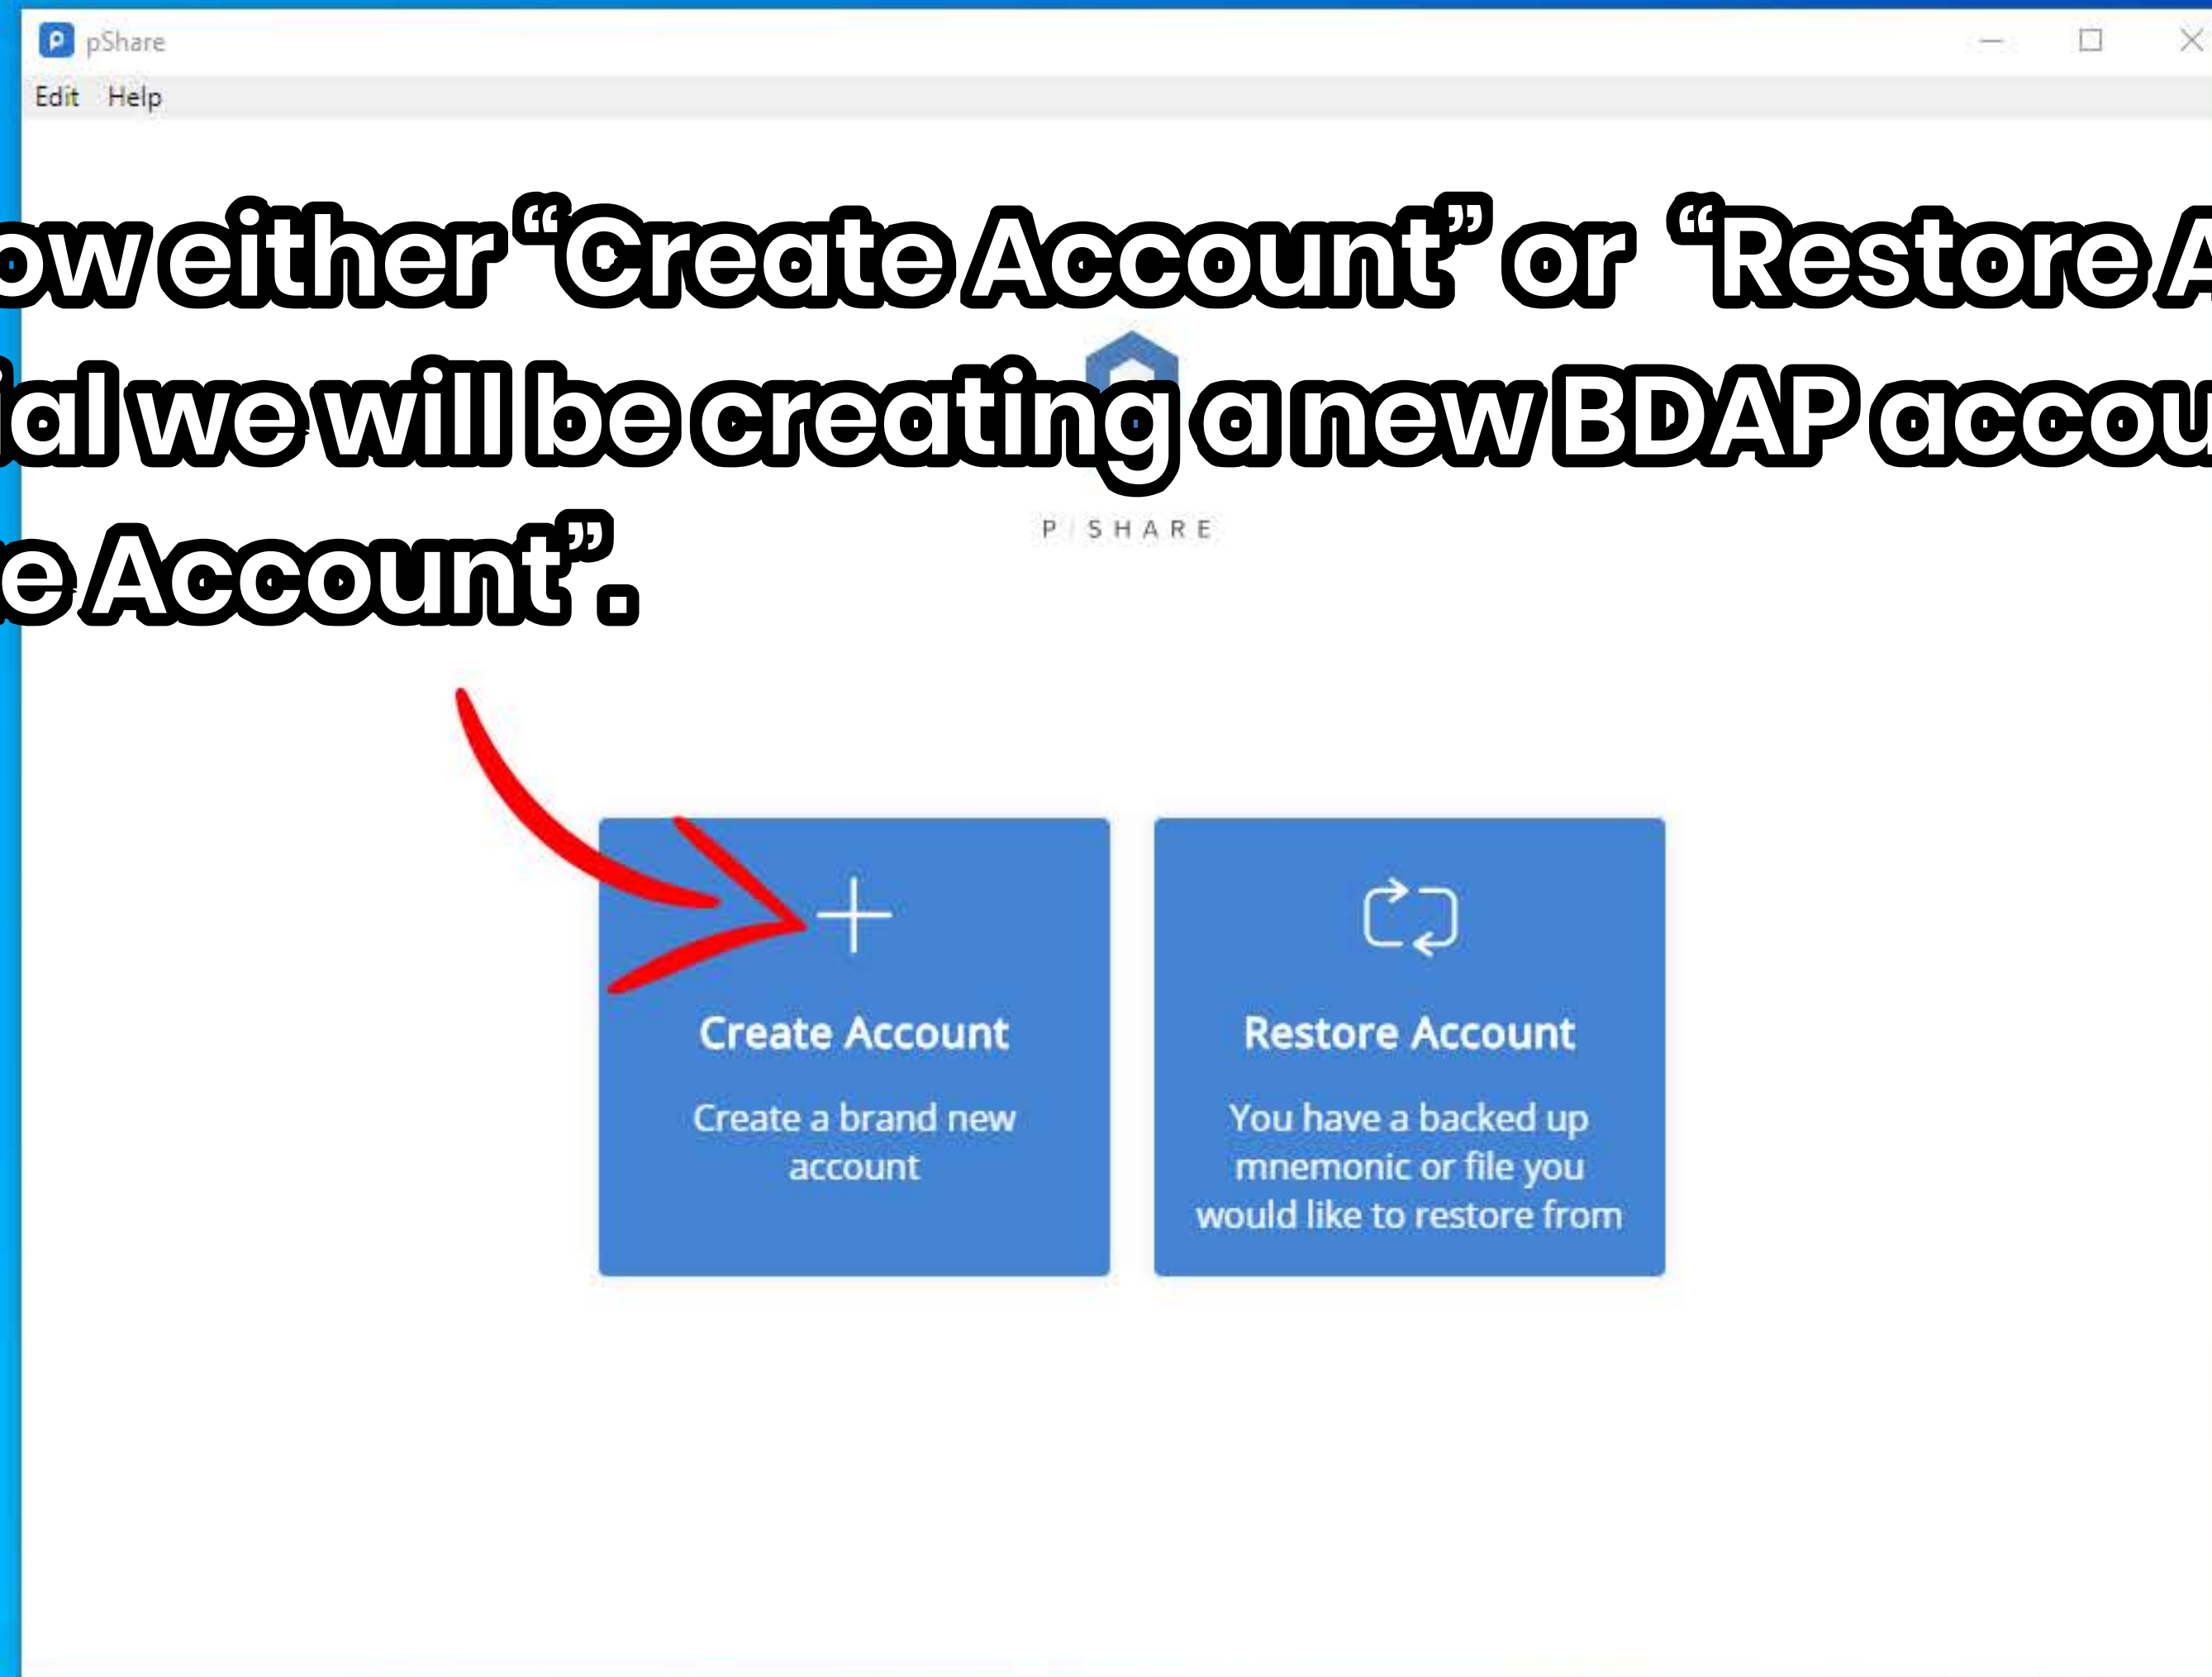 pShare
Edit Help
ow either “Create Account” or “Restore A
ial we will be creating a new BDAP accou
e Account”.
P/SHARE
Create Account
Create a brand new
account
Restore Account
You have a backed up
mnemonic or file you
would like to restore from